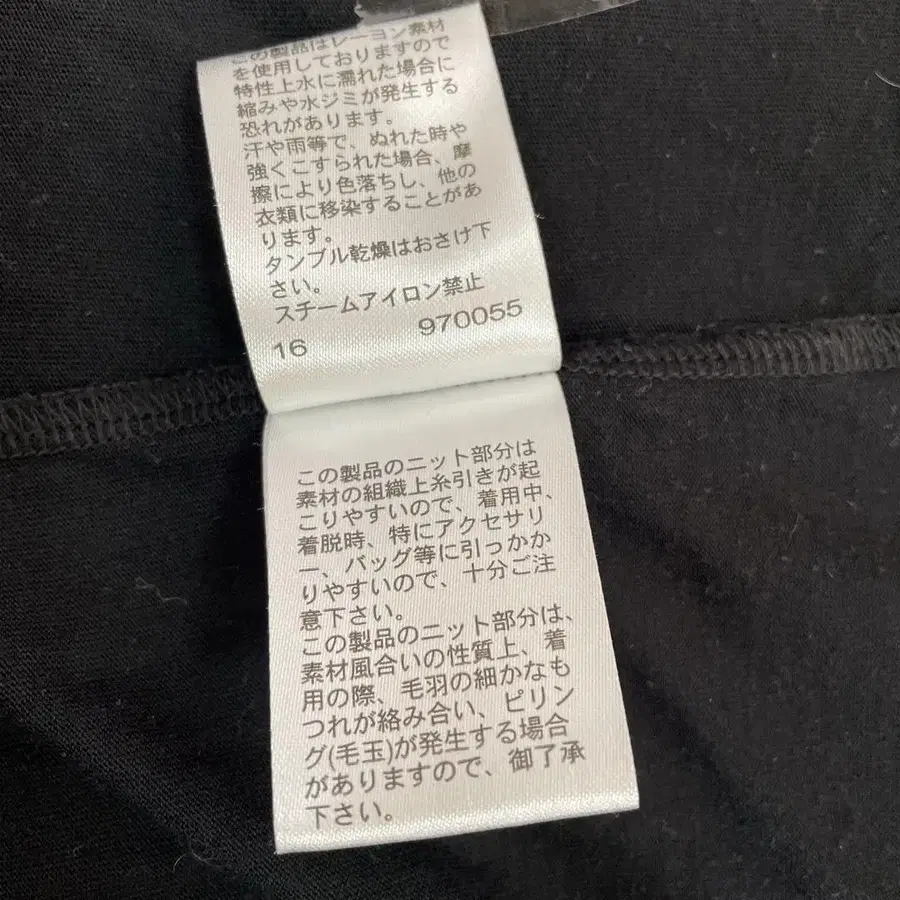 この製品はレーヨン素材
を使用しておりますので
特性上水に濡れた場合に
縮みや水ジミが発生する
恐れがあります。
汗や雨等で、ぬれた時や
強くこすられた場合、摩
擦により色落ちし、他の
衣類に移染することがあ
ります。
タンブル乾燥はおさけ下
さい。
スチームアイロン禁止
16 970055
この製品のニット部分は
素材の組織上糸引きが起
こりやすいので、着用中、
着脱時、特にアクセサリ
ー、バッグ等に引っかか
りやすいので、十分ご注
意下さい。
この製品のニット部分は、
素材風合いの性質上、着
用の際、毛羽の細かなも
つれが絡み合い、ピリン
グ(毛玉)が発生する場合
がありますので、御了承
下さい。